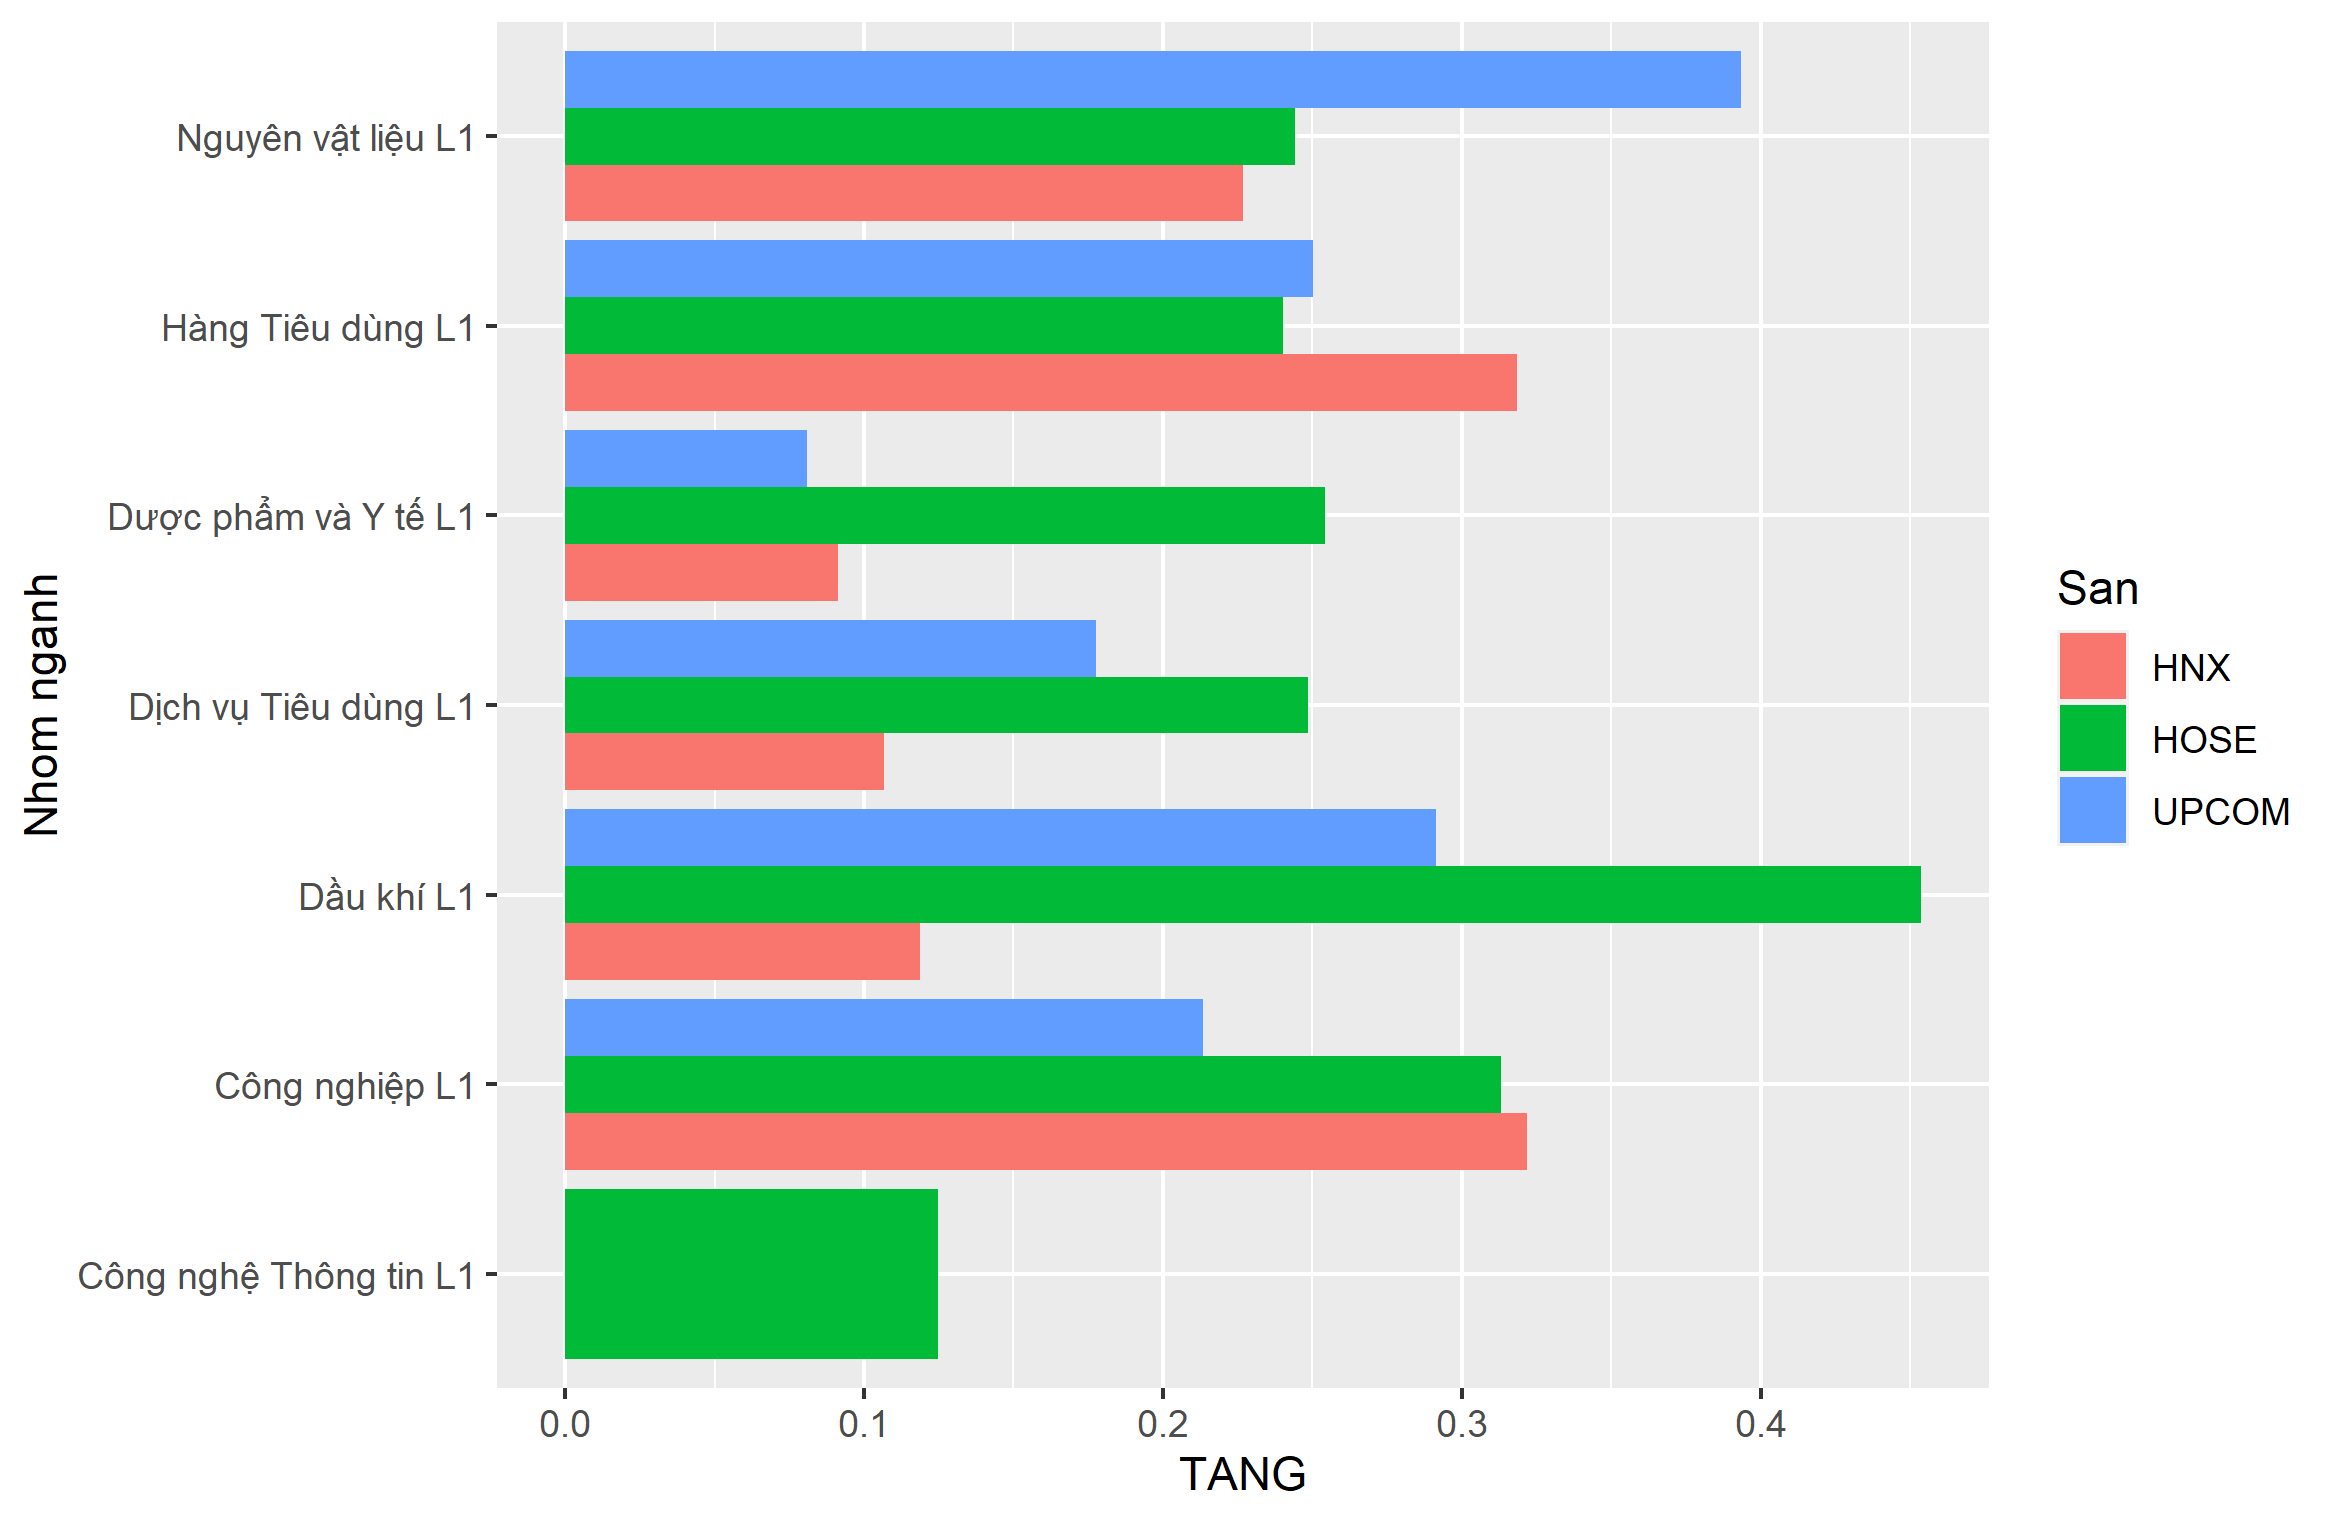 Nguyên vật liệu L1
Hàng Tiêu dùng L1
Dược phẩm và Y tế L1
Dịch vụ Tiêu dùng L1
Dầu khí L1
Công nghiệp L1
Công nghệ Thông tin L1
Nhom nganh
0.0 0.1 0.2 0.3 0.4
TANG
San
HNX
HOSE
UPCOM